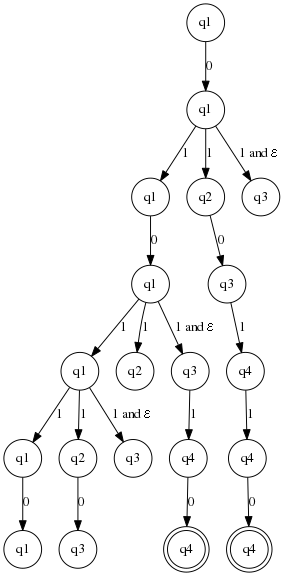 q1
0
q1
1 1 1 and ε
q1 q2 q3
0 0
q1 q3
1 1 1 and ε 1
q1 q2 q3 q4
1 1 1 and ε 1 1
q1 q2 q3 q4 q4
0 0 0 0
q1 q3 q4 q4